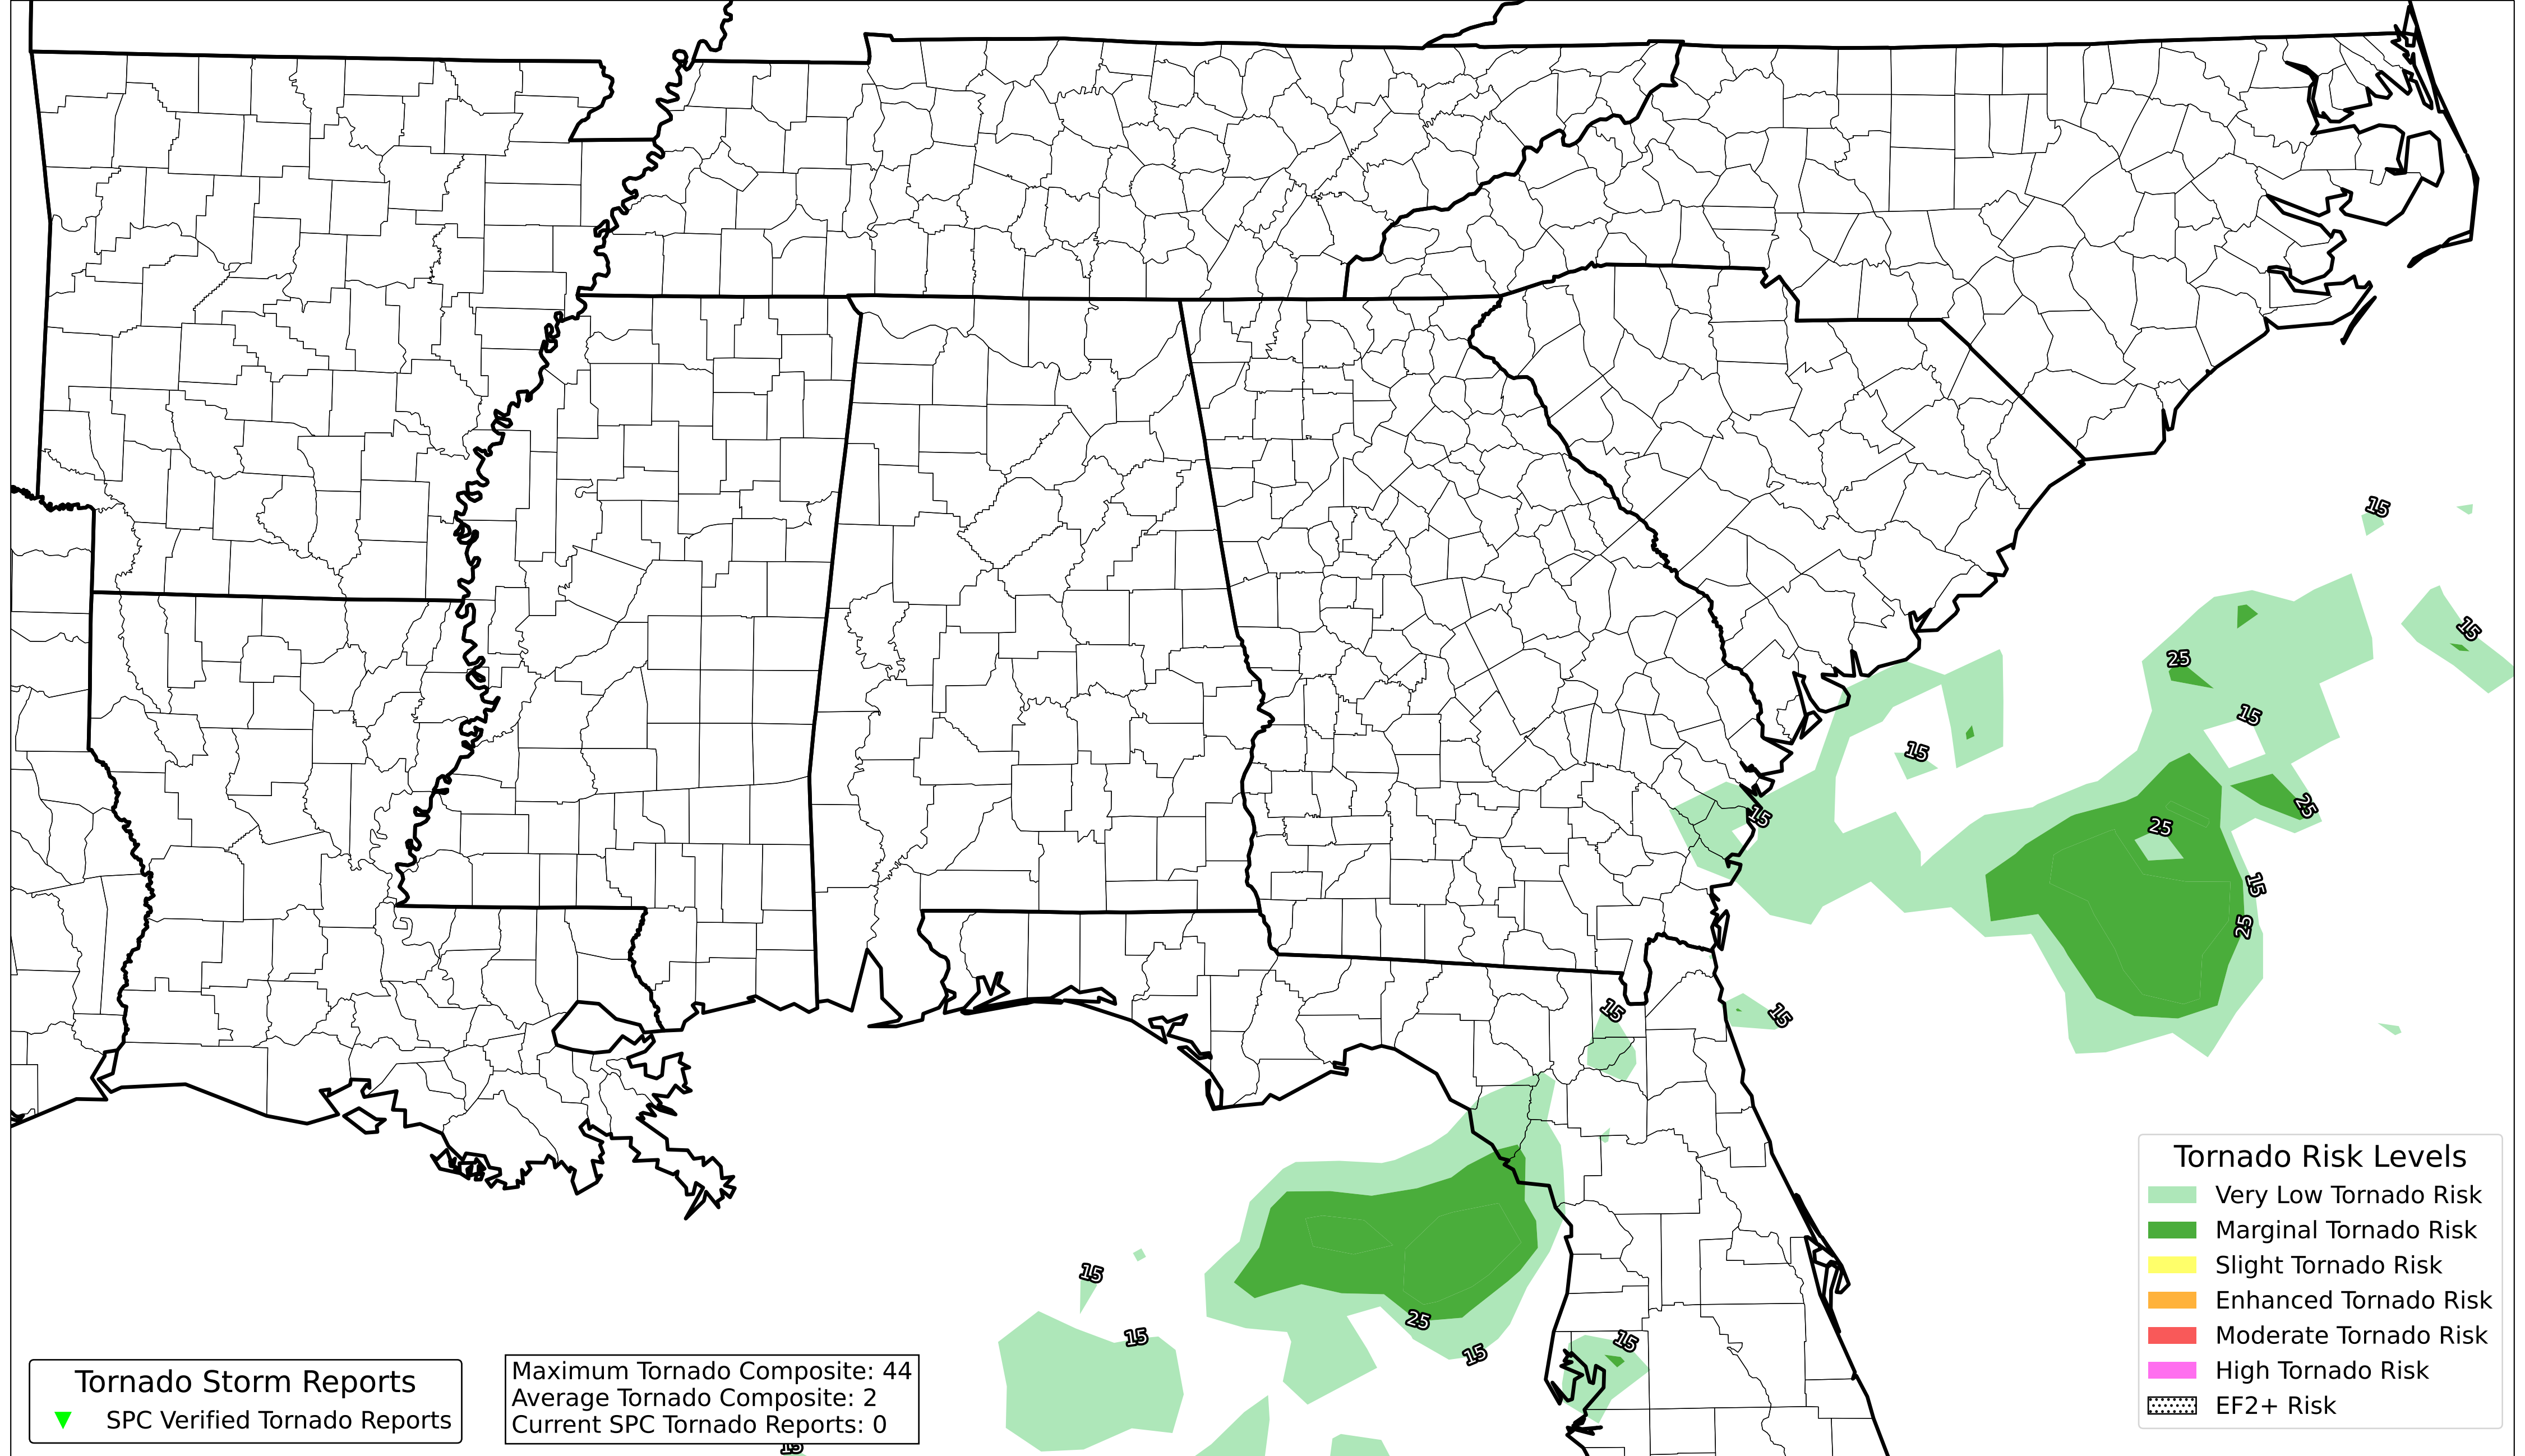 15
15
25
15
15
25
15
25
15
25
15
15
15
15
25
15
15
15
Tornado Risk Levels
Very Low Tornado Risk
Marginal Tornado Risk
Slight Tornado Risk
Enhanced Tornado Risk
Moderate Tornado Risk
High Tornado Risk
EF2+ Risk
Tornado Storm Reports
SPC Verified Tornado Reports
Maximum Tornado Composite: 44
Average Tornado Composite: 2
Current SPC Tornado Reports: 0
15